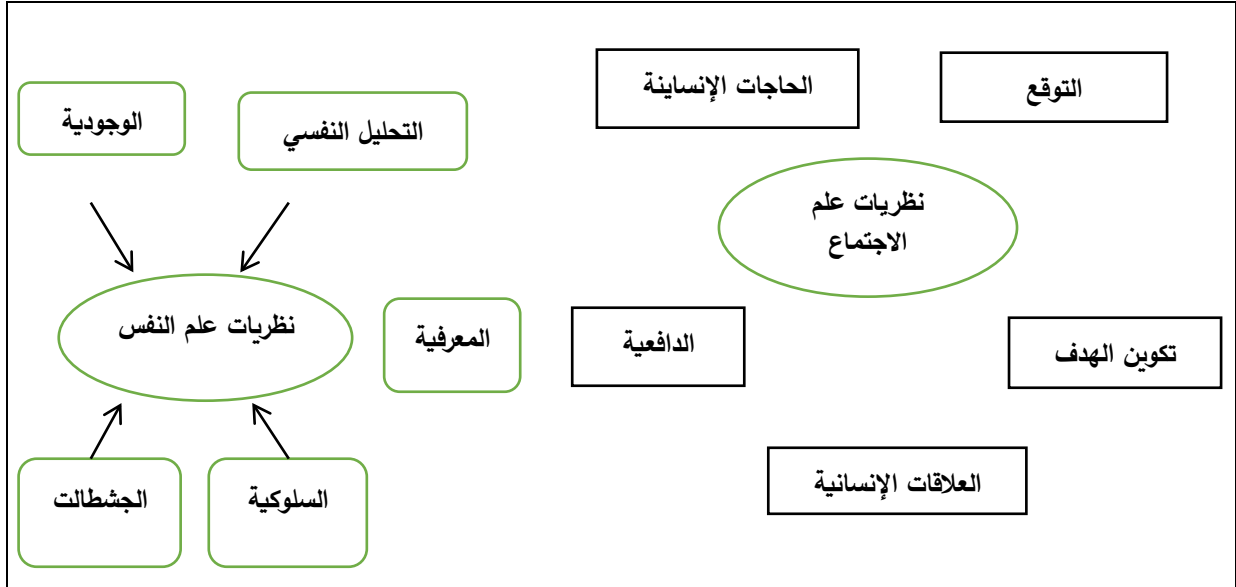 الحاجات الإنساينة
التوقع
الوجودية
التحليل النفسي
نظريات علم
الاجتماع
نظريات علم النفس
المعرفية
الدافعية
تكوين الهدف
العلاقات الإنسانية
الجشطالت
السلوكية